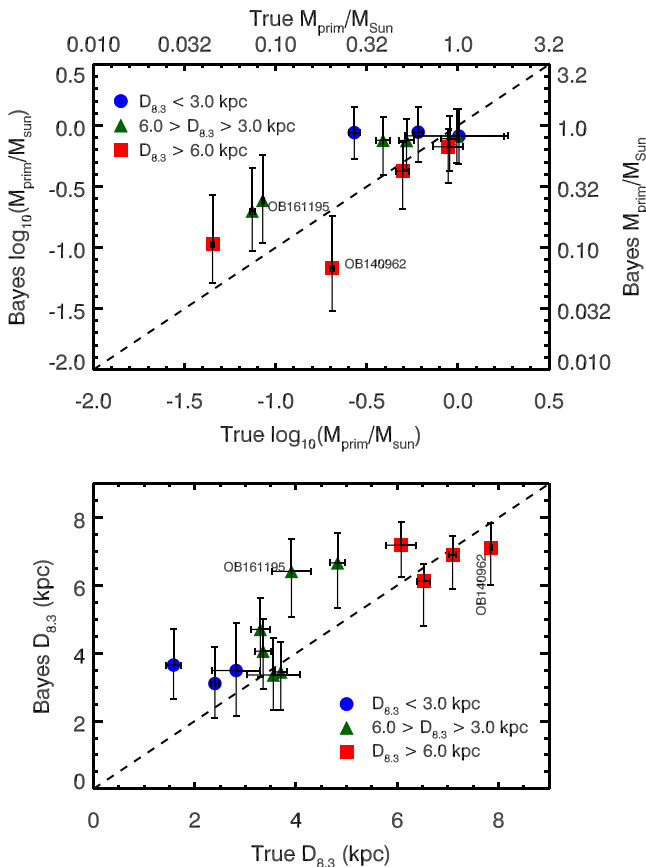 True M_prim/M_Sun
0.010 0.032 0.10 0.32 1.0 3.2
0.5 3.2
D_8.3 < 3.0 kpc
6.0 > D_8.3 > 3.0 kpc
D_8.3 > 6.0 kpc
0.0 1.0
-0.5 0.32
OB161195
-1.0 0.10
OB140962
-1.5 0.032
-2.0 0.010
Bayes log_10(M_prim/M_sun)
Bayes M_prim/M_Sun
-2.0 -1.5 -1.0 -0.5 0.0 0.5
True log_10(M_prim/M_sun)
8
OB161195
6
OB140962
4
D_8.3 < 3.0 kpc
6.0 > D_8.3 > 3.0 kpc
D_8.3 > 6.0 kpc
2
0
Bayes D_8.3 (kpc)
0 2 4 6 8
True D_8.3 (kpc)